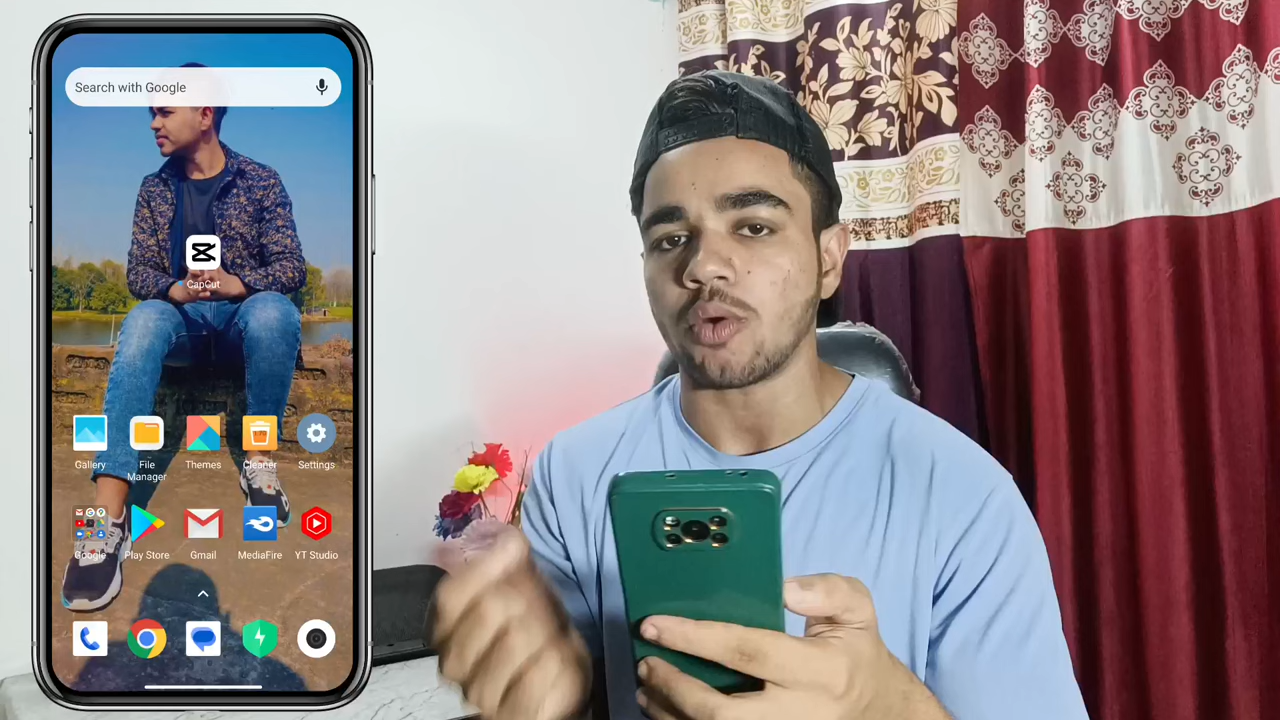 Search with Google
CapCut
Gallery
File
Manager
Themes
Cleaner
Settings
Google
Play Store
Gmail
MediaFire
YT Studio